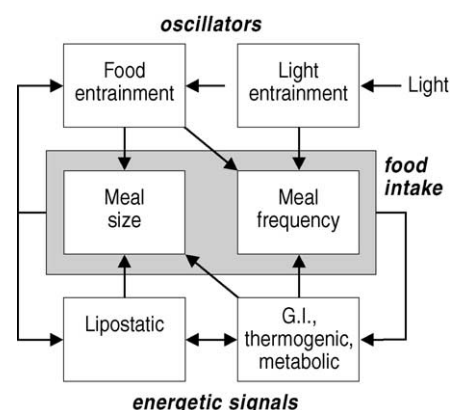 oscillators
Food
entrainment
Light
entrainment
Light
food
intake
Meal
size
Meal
frequency
Lipostatic
G.I.,
thermogenic,
metabolic
energetic signals